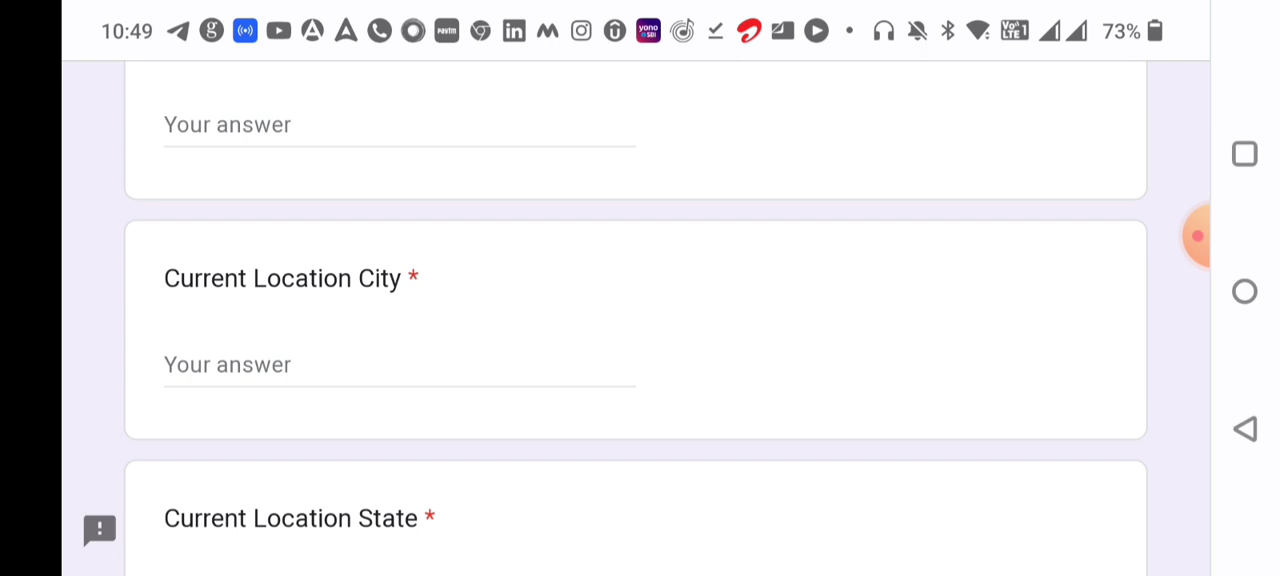 10:49 73%
Your answer
Current Location City *
Your answer
Current Location State *